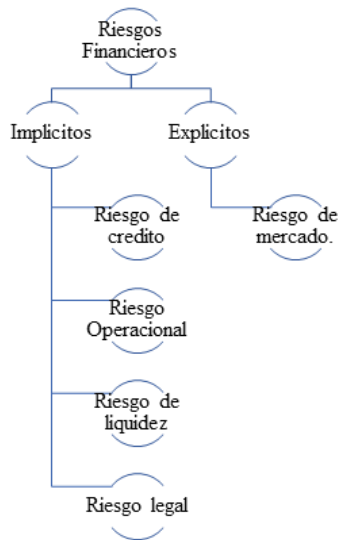 Riesgos
Financieros
Implicitos
Explicitos
Riesgo de
credito
Riesgo de
mercado.
Riesgo
Operacional
Riesgo de
liquidez
Riesgo legal